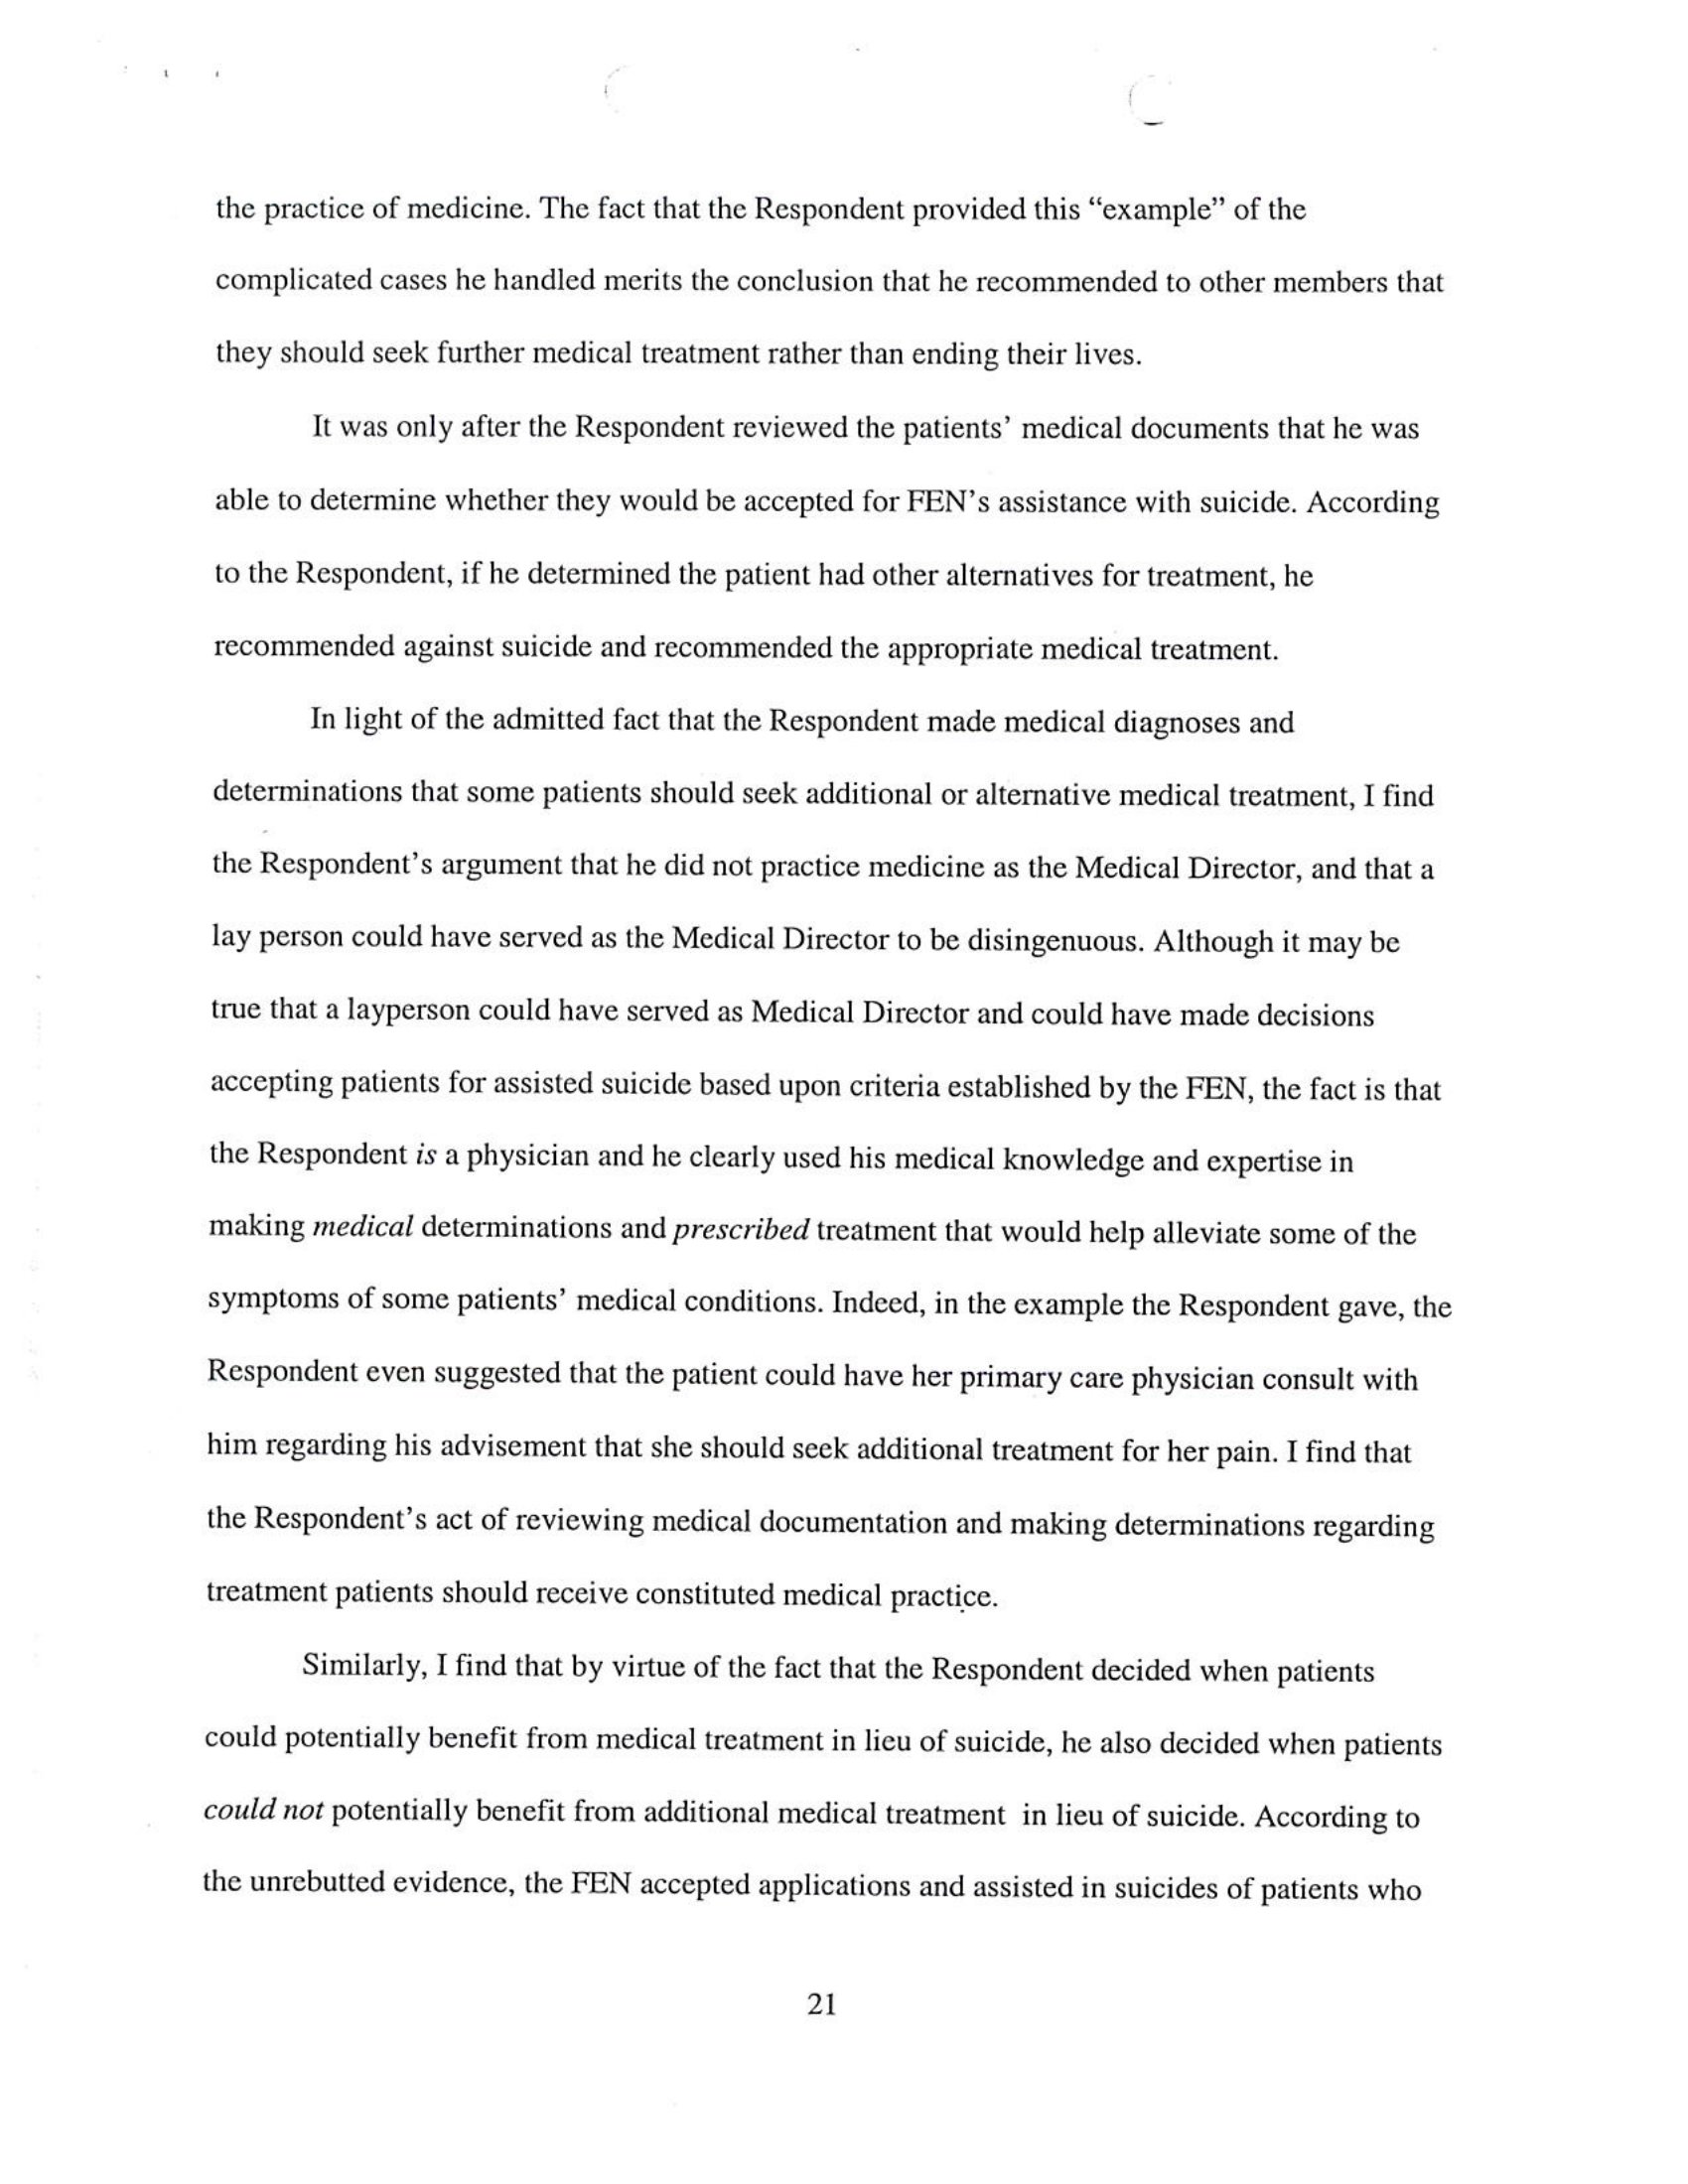 the practice of medicine. The fact that the Respondent provided this “example” of the
complicated cases he handled merits the conclusion that he recommended to other members that
they should seek further medical treatment rather than ending their lives.
It was only after the Respondent reviewed the patients’ medical documents that he was
able to determine whether they would be accepted for FEN’s assistance with suicide. According
to the Respondent, if he determined the patient had other alternatives for treatment, he
recommended against suicide and recommended the appropriate medical treatment.
In light of the admitted fact that the Respondent made medical diagnoses and
determinations that some patients should seek additional or alternative medical treatment, I find
the Respondent’s argument that he did not practice medicine as the Medical Director, and that a
lay person could have served as the Medical Director to be disingenuous. Although it may be
true that a layperson could have served as Medical Director and could have made decisions
accepting patients for assisted suicide based upon criteria established by the FEN, the fact is that
the Respondent is a physician and he clearly used his medical knowledge and expertise in
making medical determinations and prescribed treatment that would help alleviate some of the
symptoms of some patients’ medical conditions. Indeed, in the example the Respondent gave, the
Respondent even suggested that the patient could have her primary care physician consult with
him regarding his advisement that she should seek additional treatment for her pain. I find that
the Respondent’s act of reviewing medical documentation and making determinations regarding
treatment patients should receive constituted medical practice.
Similarly, I find that by virtue of the fact that the Respondent decided when patients
could potentially benefit from medical treatment in lieu of suicide, he also decided when patients
could not potentially benefit from additional medical treatment in lieu of suicide. According to
the unrebutted evidence, the FEN accepted applications and assisted in suicides of patients who
21